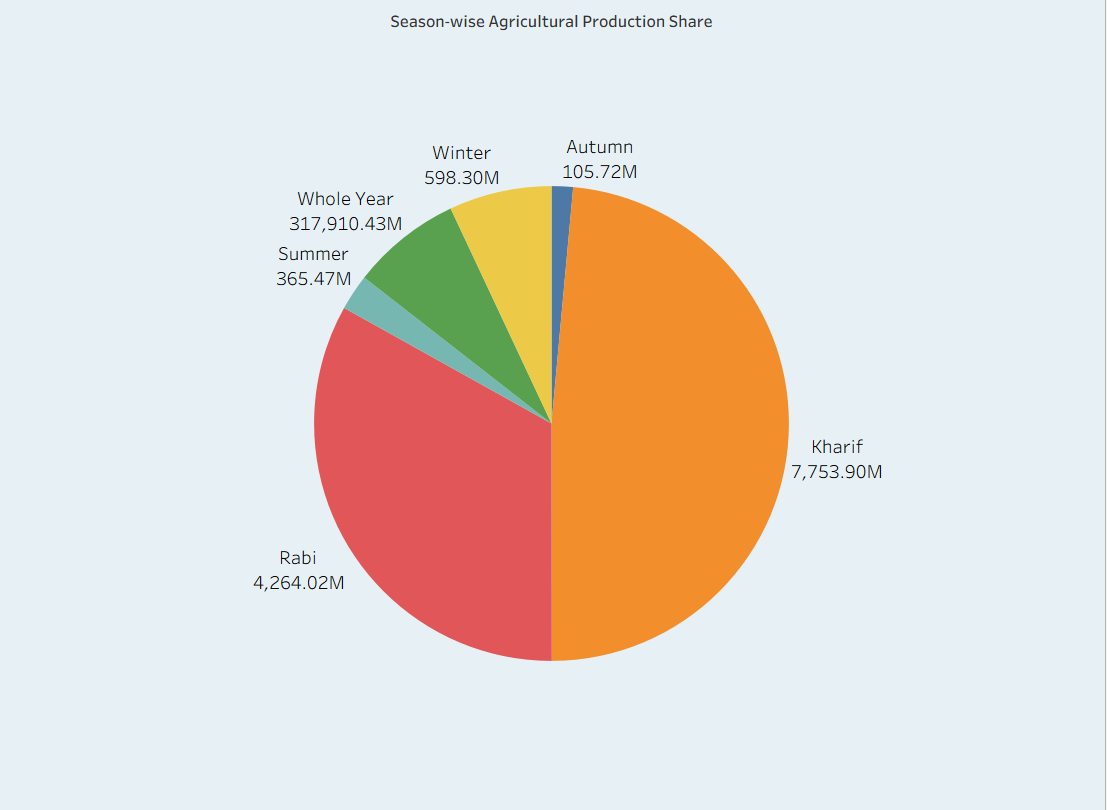 Season-wise Agricultural Production Share
Autumn
105.72M
Winter
598.30M
Whole Year
317,910.43M
Summer
365.47M
Kharif
7,753.90M
Rabi
4,264.02M